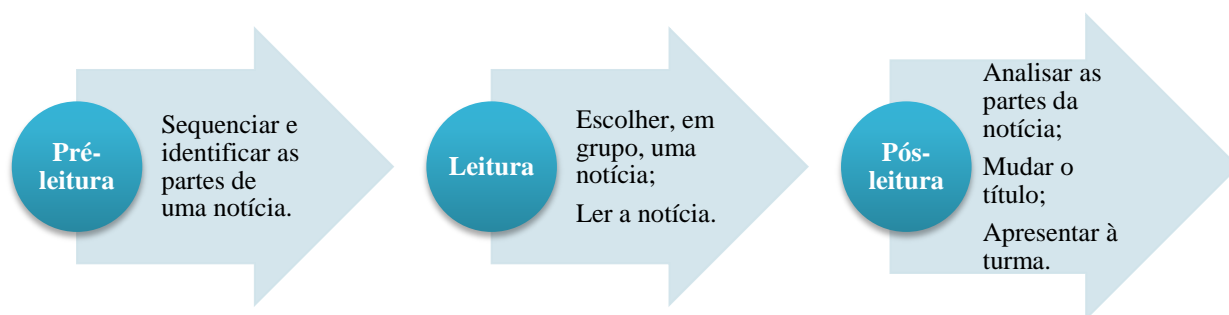 Pré-
leitura
Sequenciar e
identificar as
partes de
uma notícia.
Leitura
Escolher, em
grupo, uma
notícia;
Ler a notícia.
Pós-
leitura
Analisar as
partes da
notícia;
Mudar o
título;
Apresentar à
turma.